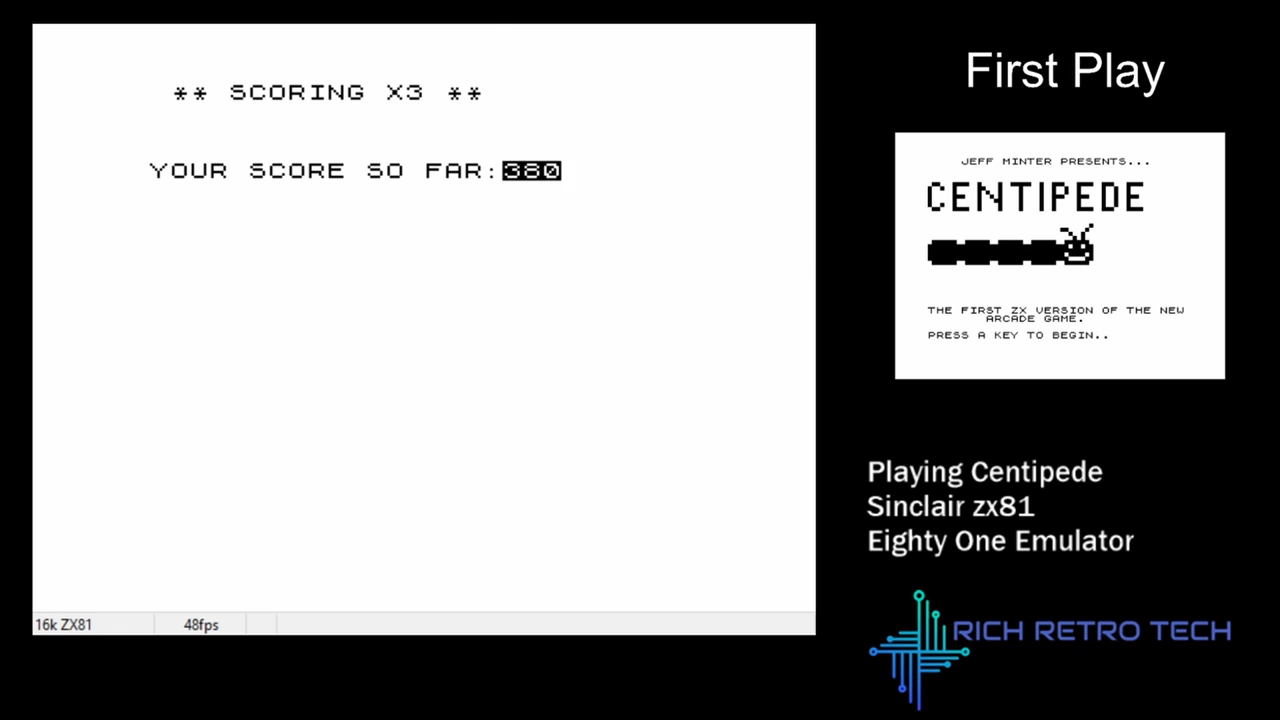 ** SCORING X3 **
YOUR SCORE SO FAR:380
16k ZX81
48fps
First Play
JEFF MINTER PRESENTS...
CENTIPEDE
THE FIRST ZX VERSION OF THE NEW
ARCADE GAME.
PRESS A KEY TO BEGIN..
Playing Centipede
Sinclair zx81
Eighty One Emulator
RICH RETRO TECH